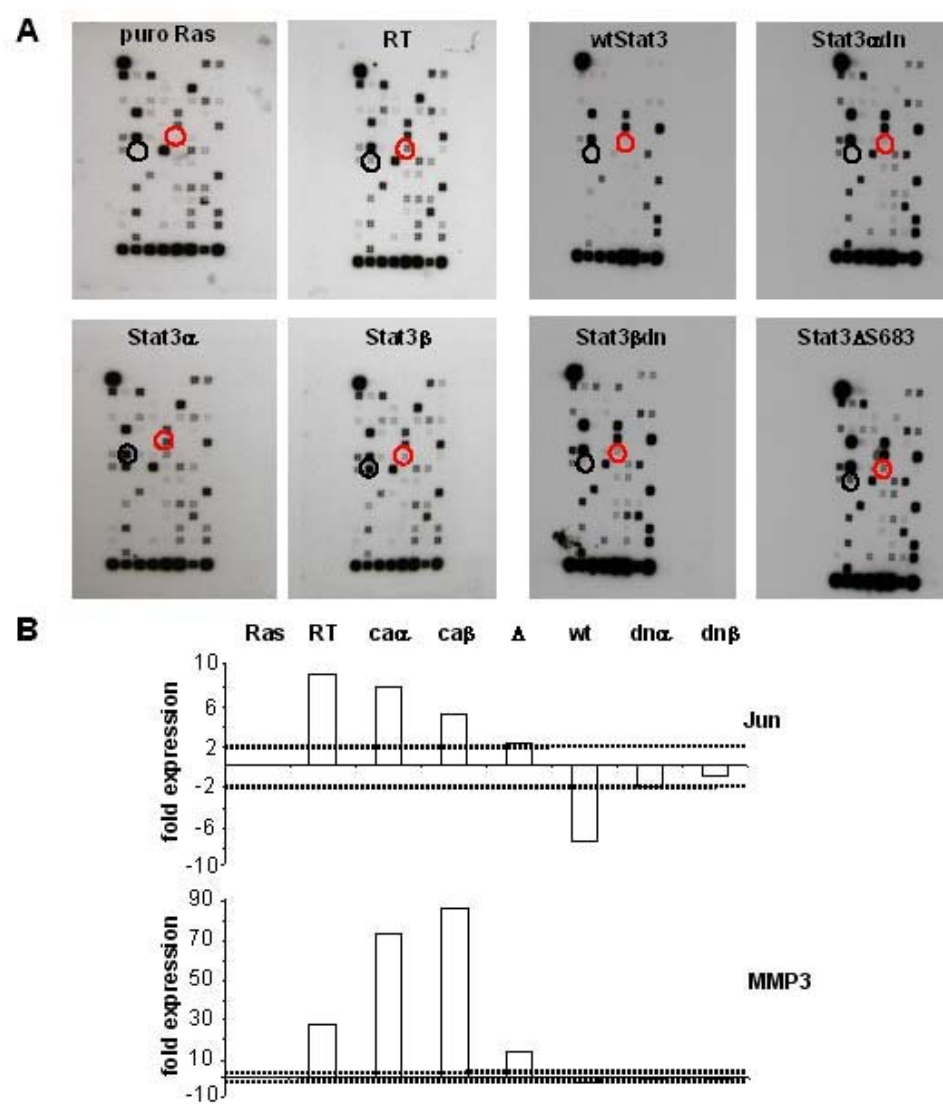 A
puro Ras RT wtStat3 Stat3αdn
Stat3α Stat3β Stat3βdn Stat3ΔS683
B
Ras RT caα caβ Δ wt dnα dnβ
10
6
2
-2
-6
-10
fold expression
Jun
90
70
50
30
10
-10
fold expression
MMP3